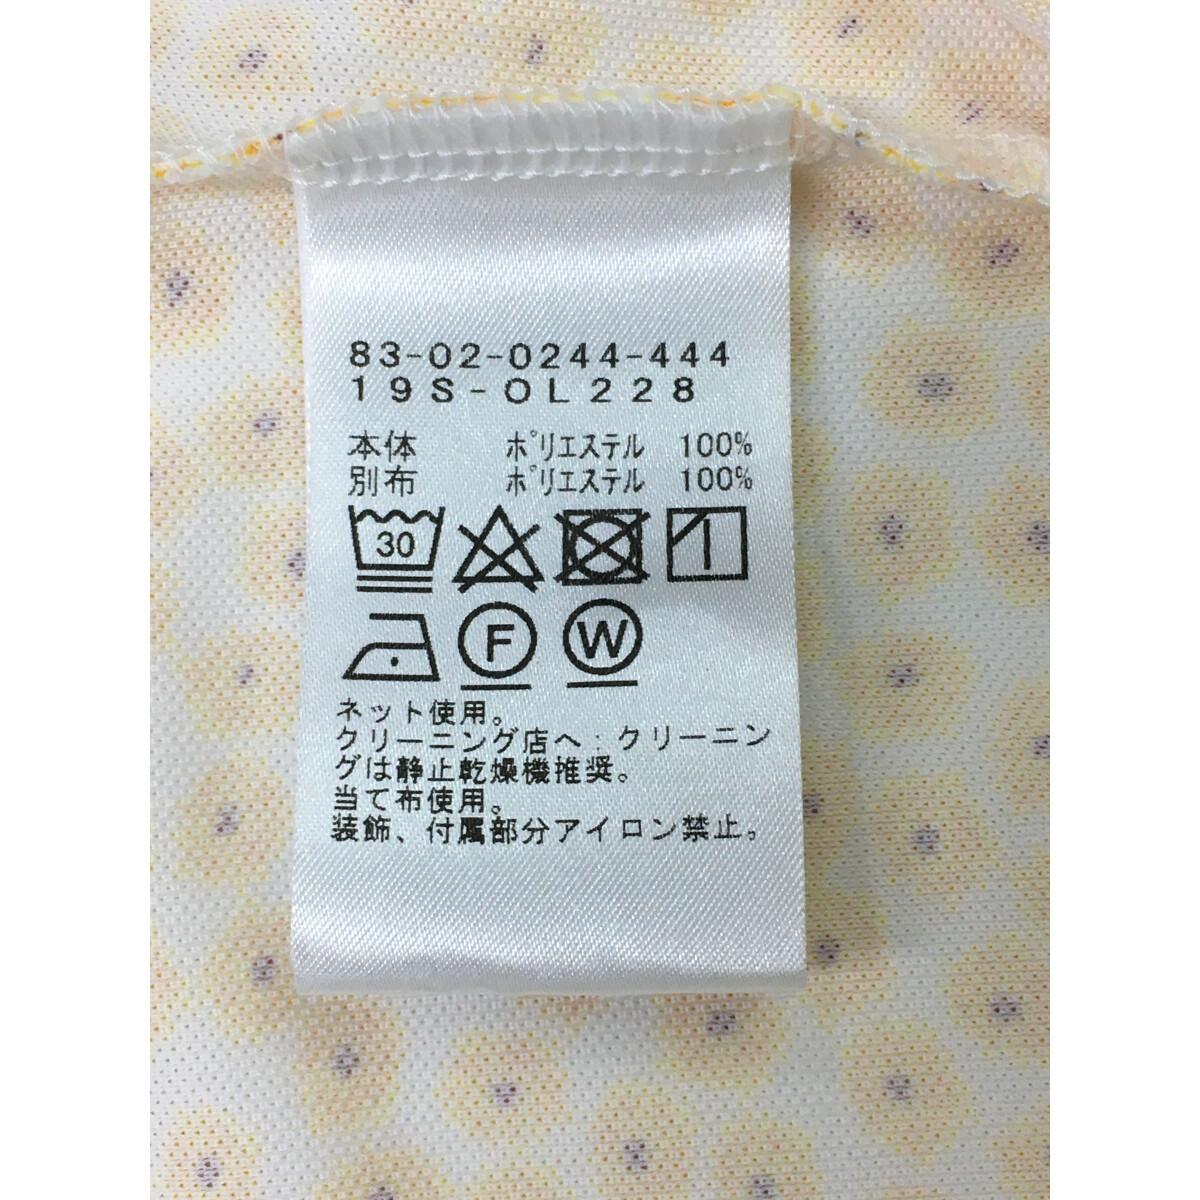 83-02-0244-444
19S-OL228
本体 ポリエステル 100%
別布 ポリエステル 100%
30
F W
ネット使用。
クリーニング店へ:クリーニン
グは静止乾燥機推奨。
当て布使用。
装飾、付属部分アイロン禁止。